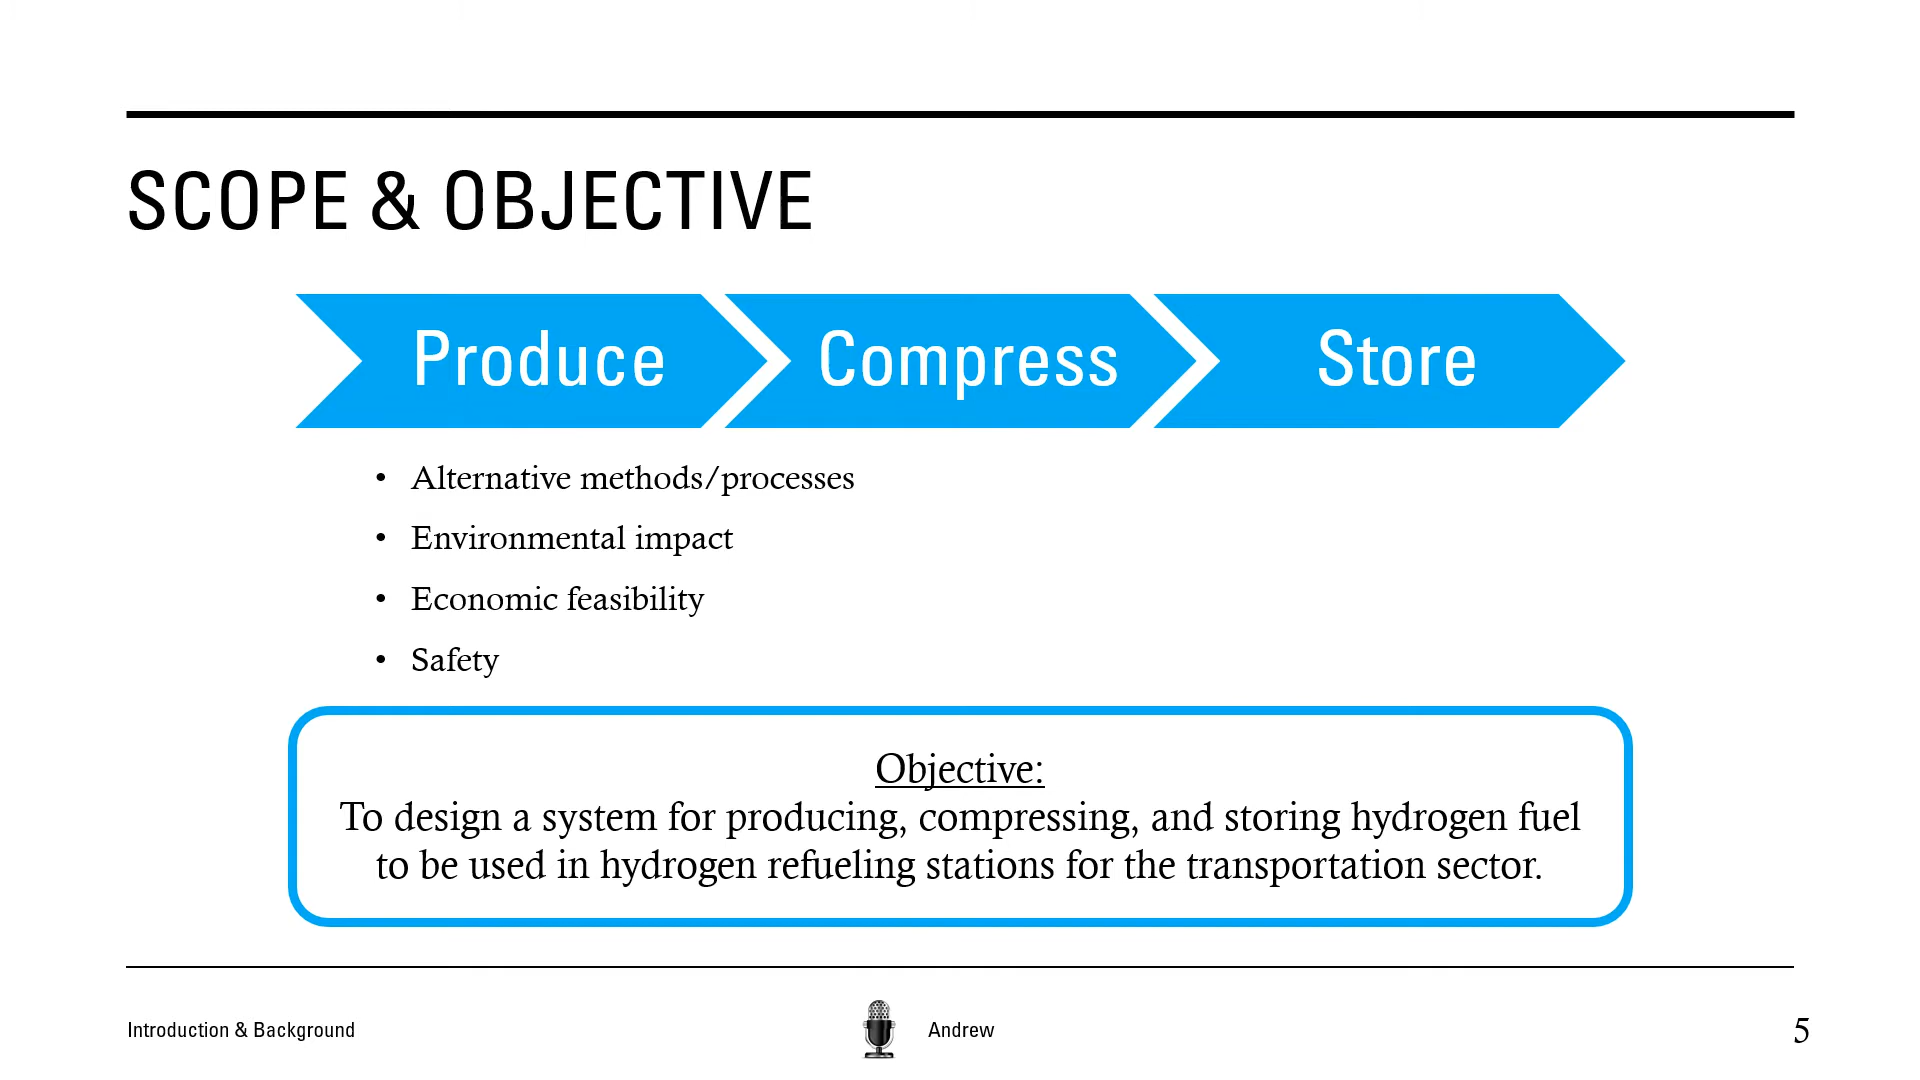 SCOPE & OBJECTIVE
Produce
Compress
Store
• Alternative methods/processes
• Environmental impact
• Economic feasibility
• Safety
Objective:
To design a system for producing, compressing, and storing hydrogen fuel
to be used in hydrogen refueling stations for the transportation sector.
Introduction & Background
Andrew
5